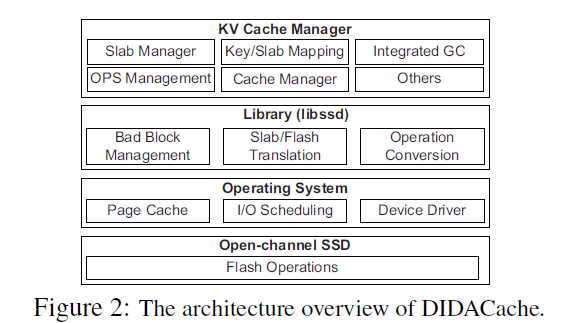 KV Cache Manager
Slab Manager
Key/Slab Mapping
Integrated GC
OPS Management
Cache Manager
Others
Library (libssd)
Bad Block
Management
Slab/Flash
Translation
Operation
Conversion
Operating System
Page Cache
I/O Scheduling
Device Driver
Open-channel SSD
Flash Operations
Figure 2: The architecture overview of DIDACache.